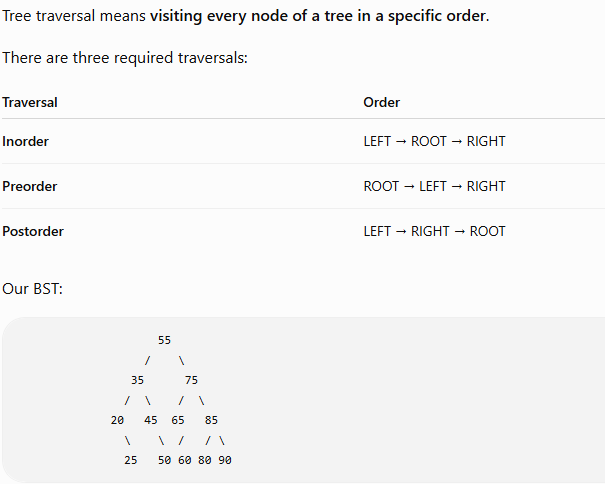 Tree traversal means visiting every node of a tree in a specific order.
There are three required traversals:
Traversal Order
Inorder LEFT → ROOT → RIGHT
Preorder ROOT → LEFT → RIGHT
Postorder LEFT → RIGHT → ROOT
Our BST:
55
/ \
35 75
/ \ / \
20 45 65 85
\ \ / / \
25 50 60 80 90